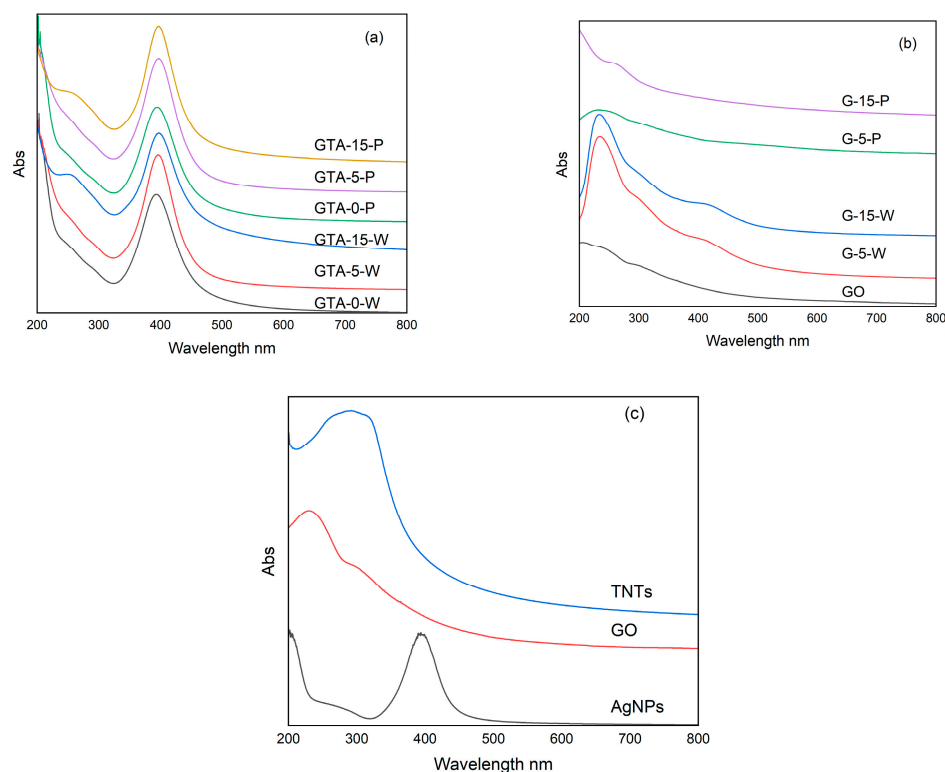 (a)
Abs
GTA-15-P
GTA-5-P
GTA-0-P
GTA-15-W
GTA-5-W
GTA-0-W
200 300 400 500 600 700 800
Wavelength nm
(b)
Abs
G-15-P
G-5-P
G-15-W
G-5-W
GO
200 300 400 500 600 700 800
Wavelength nm
(c)
Abs
TNTs
GO
AgNPs
200 300 400 500 600 700 800
Wavelength nm